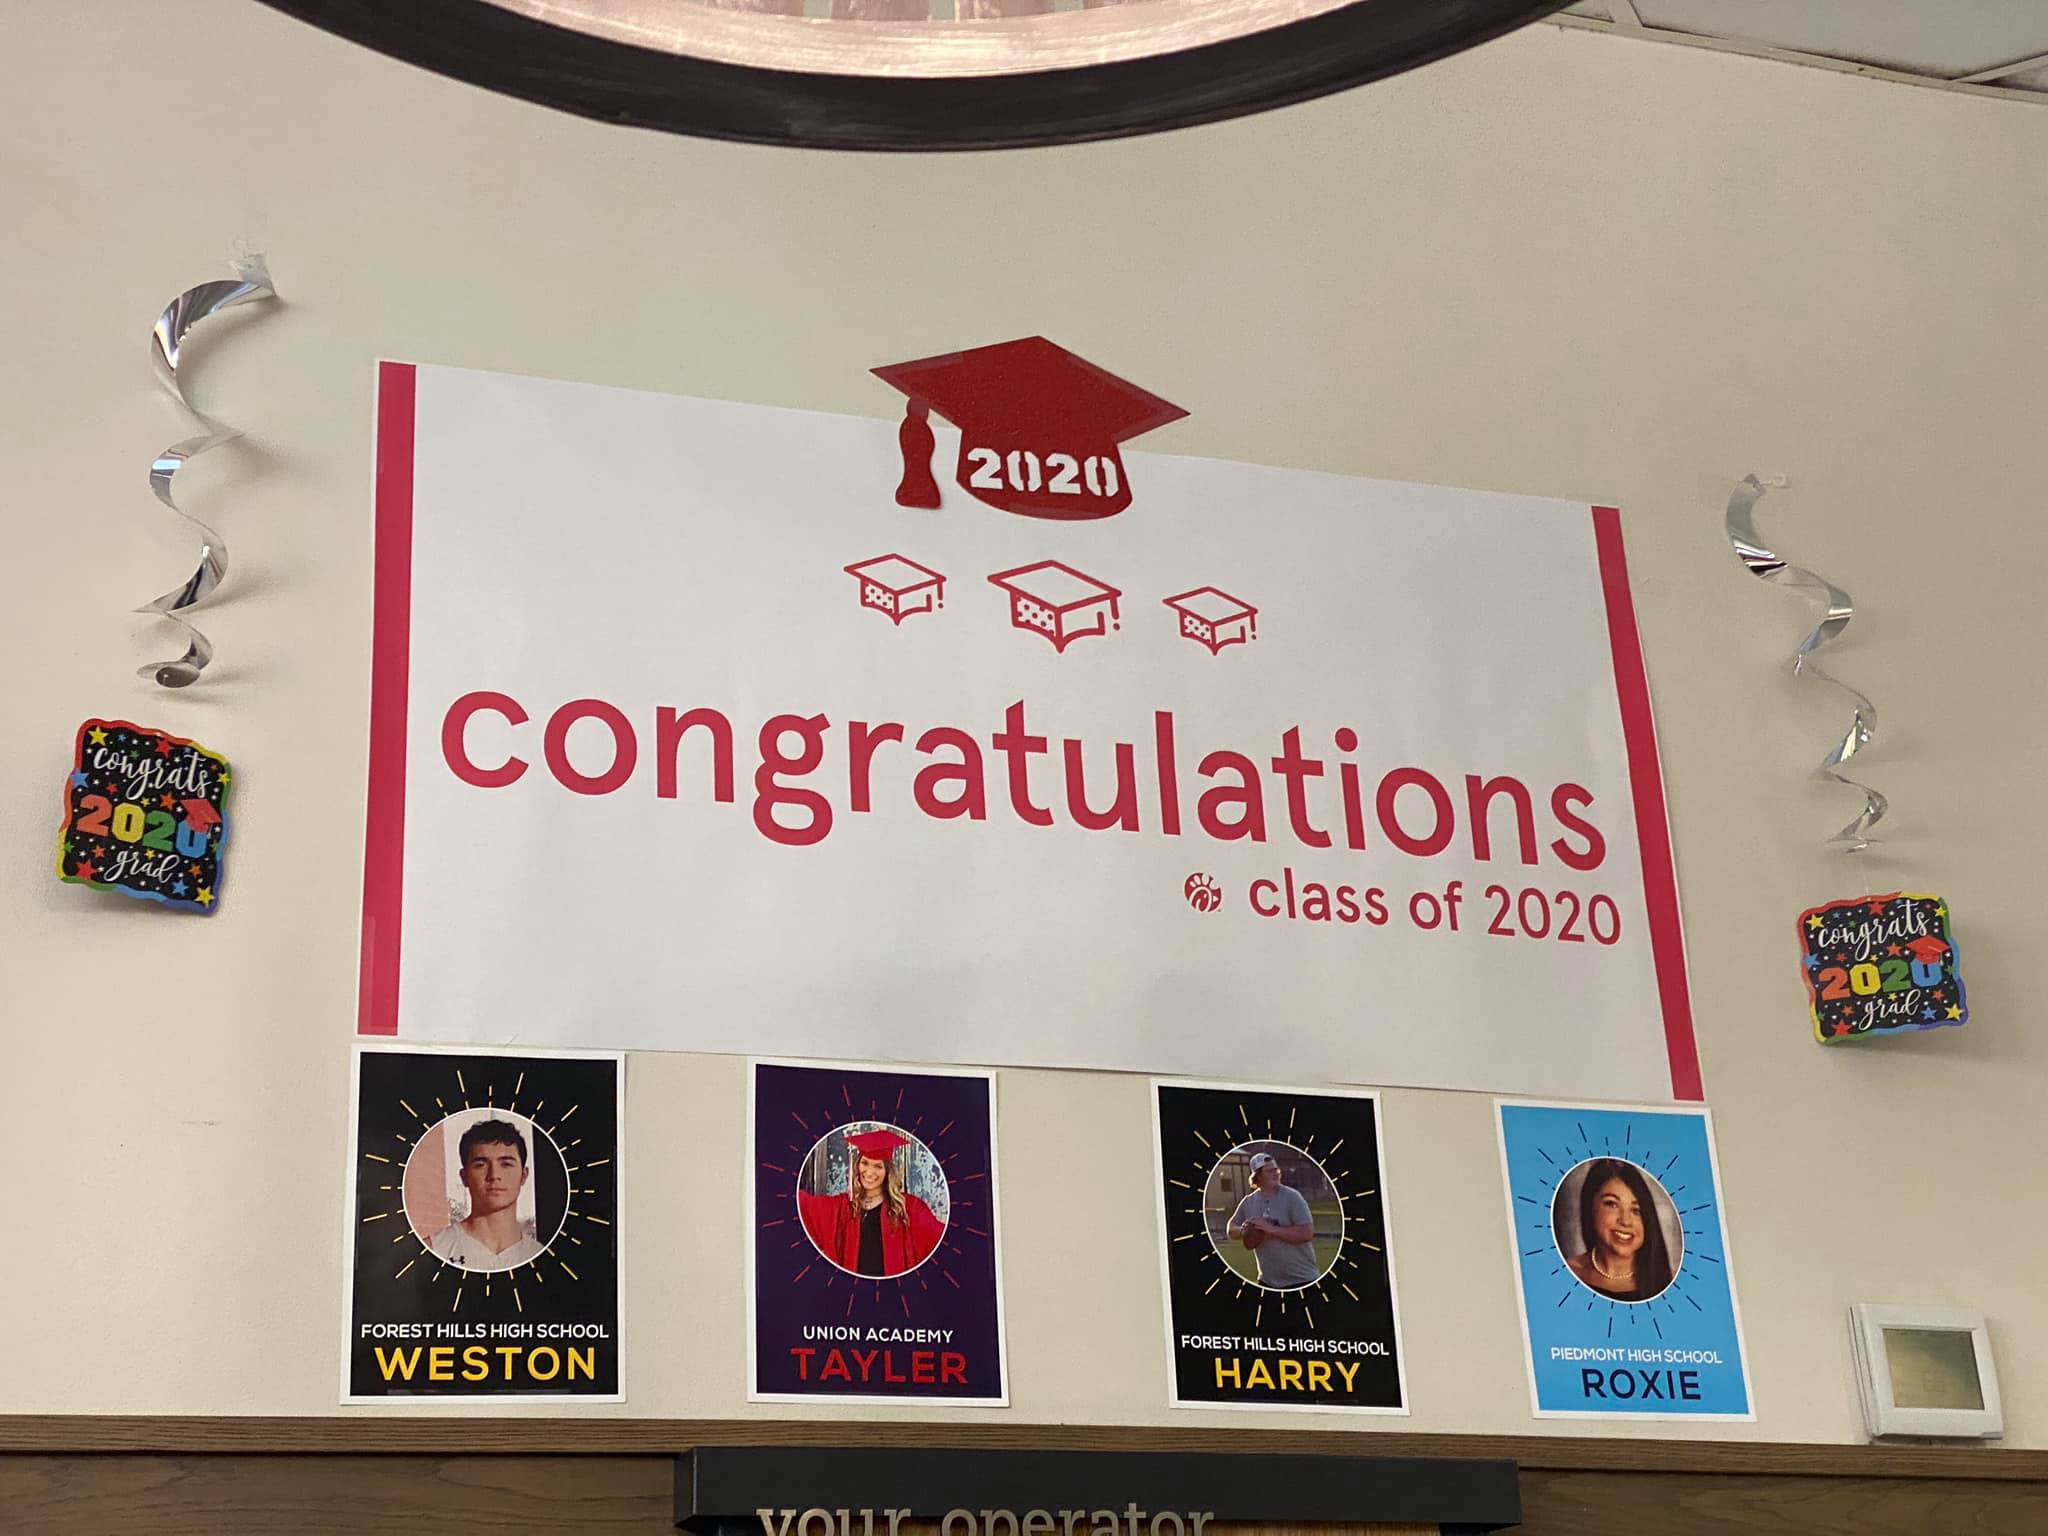 2020
congratulations
class of 2020
congrats
2020
grad
congrats
2020
grad
FOREST HILLS HIGH SCHOOL
WESTON
UNION ACADEMY
TAYLER
FOREST HILLS HIGH SCHOOL
HARRY
PIEDMONT HIGH SCHOOL
ROXIE
your operator